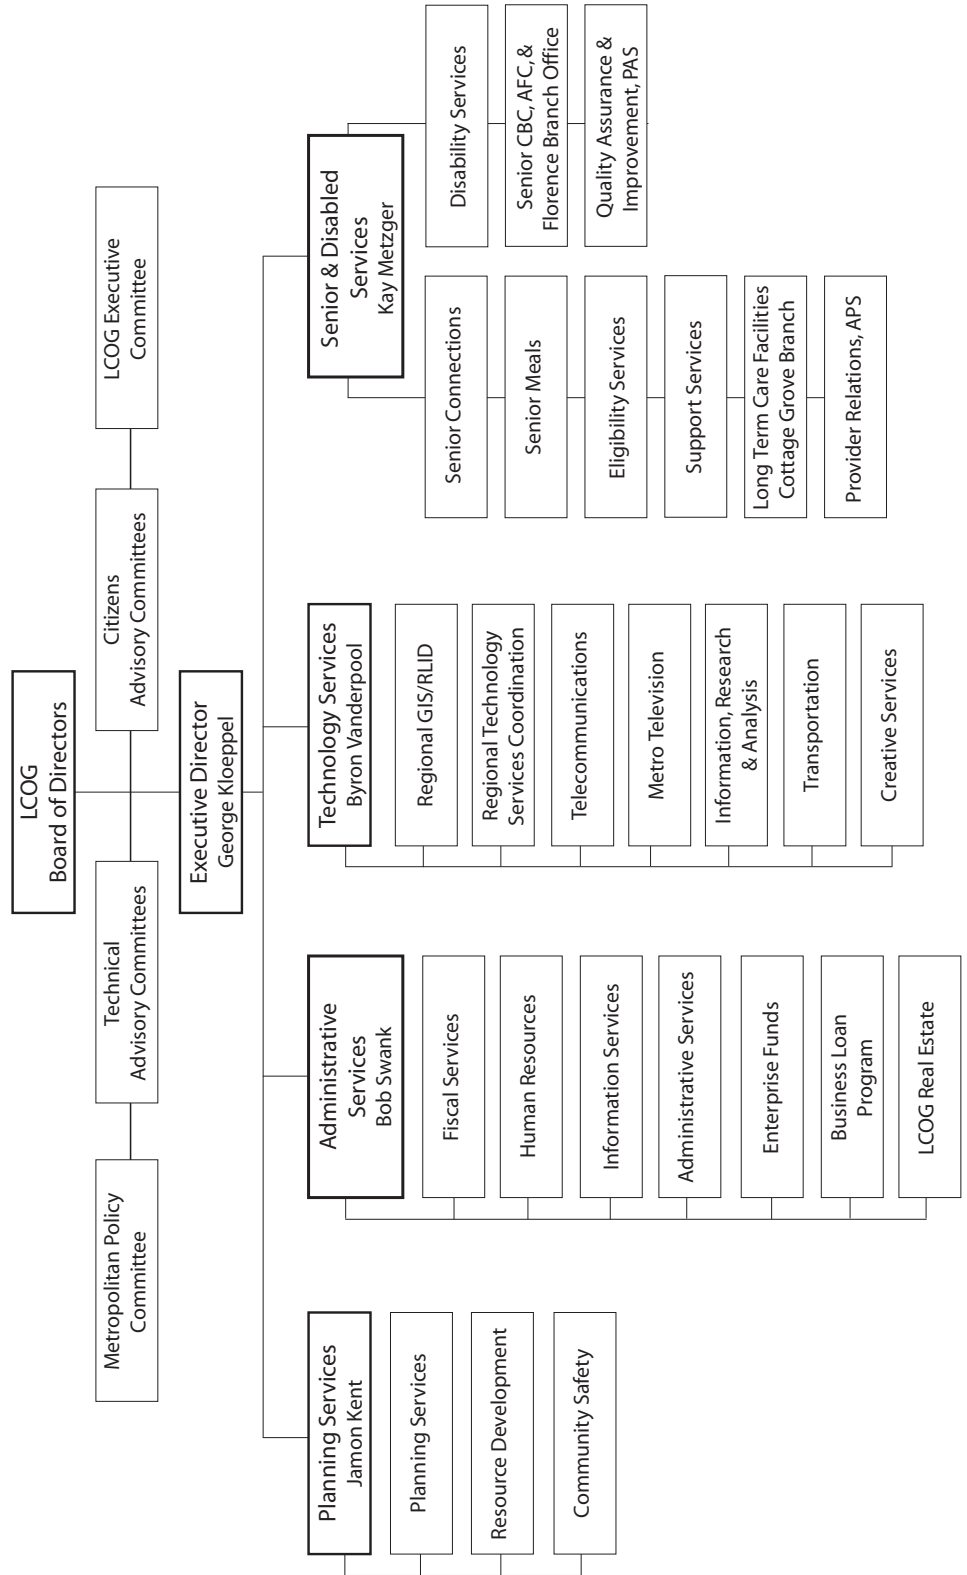 LCOG
Board of Directors
Metropolitan Policy
Committee
Technical
Advisory Committees
Citizens
Advisory Committees
LCOG Executive
Committee
Executive Director
George Kloeppel
Planning Services
Jamon Kent
Planning Services
Resource Development
Community Safety
Administrative
Services
Bob Swank
Fiscal Services
Human Resources
Information Services
Administrative Services
Enterprise Funds
Business Loan
Program
LCOG Real Estate
Technology Services
Byron Vanderpool
Regional GIS/RLID
Regional Technology
Services Coordination
Telecommunications
Metro Television
Information, Research
& Analysis
Transportation
Creative Services
Senior & Disabled
Services
Kay Metzger
Senior Connections
Senior Meals
Eligibility Services
Support Services
Long Term Care Facilities
Cottage Grove Branch
Provider Relations, APS
Disability Services
Senior CBC, AFC, &
Florence Branch Office
Quality Assurance &
Improvement, PAS